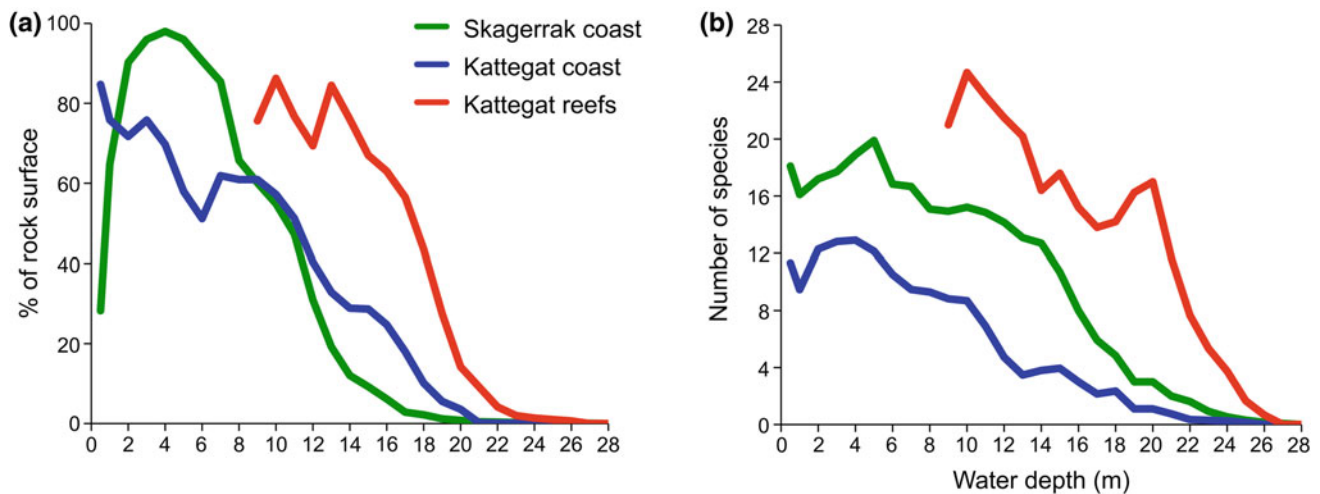 (a)
% of rock surface
100
80
60
40
20
0
0 2 4 6 8 10 12 14 16 18 20 22 24 26 28
Skagerrak coast
Kattegat coast
Kattegat reefs
(b)
Number of species
28
24
20
16
12
8
4
0
0 2 4 6 8 10 12 14 16 18 20 22 24 26 28
Water depth (m)